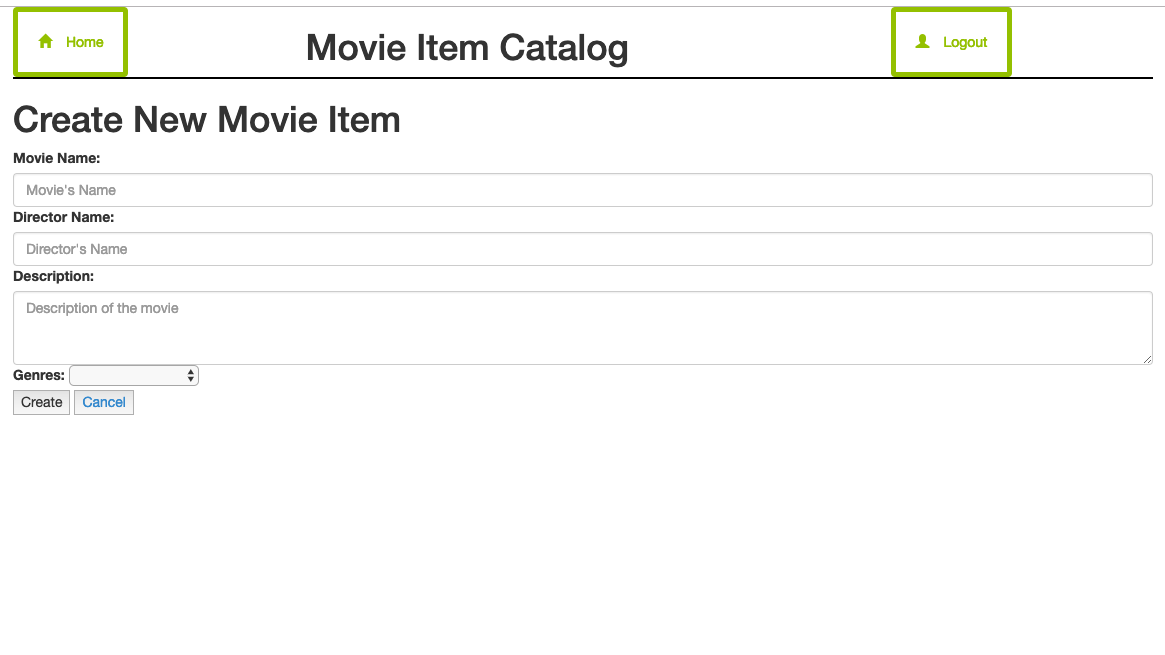 Home Movie Item Catalog Logout
Create New Movie Item
Movie Name:
Movie's Name
Director Name:
Director's Name
Description:
Description of the movie
Genres:
Create Cancel